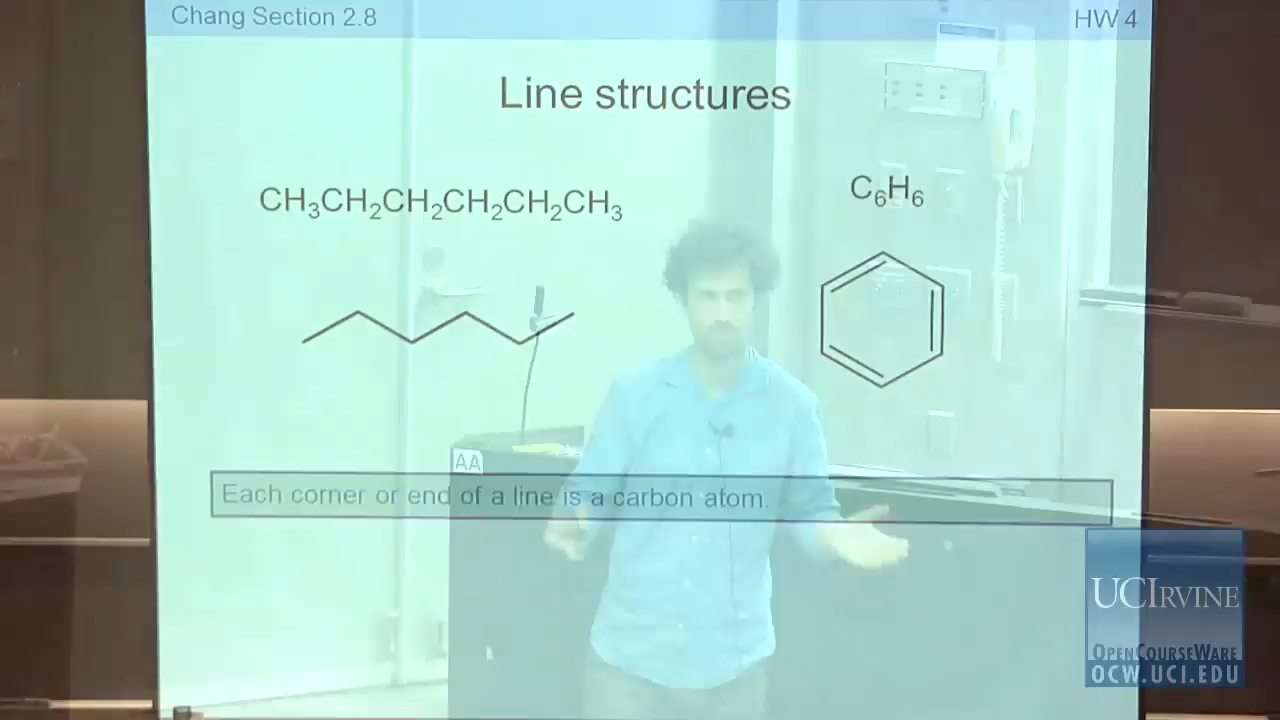 Chang Section 2.8
HW 4
Line structures
CH₃CH₂CH₂CH₂CH₂CH₃
C₆H₆
AA
Each corner or end of a line is a carbon atom.
UCIRVINE
OPENCOURSEWARE
OCW.UCI.EDU